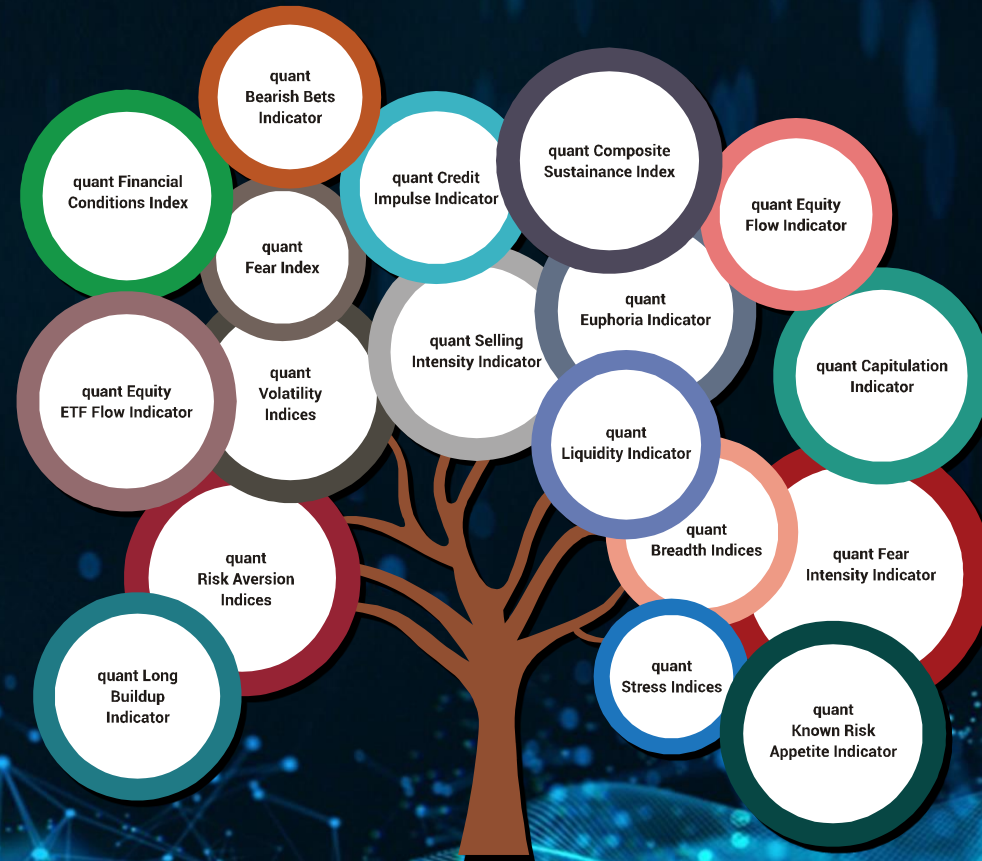 quant
Bearish Bets
Indicator
quant Financial
Conditions Index
quant Credit
Impulse Indicator
quant Composite
Sustainance Index
quant Equity
Flow Indicator
quant
Fear Index
quant
Euphoria Indicator
quant Selling
Intensity Indicator
quant Capitulation
Indicator
quant Equity
ETF Flow Indicator
quant
Volatility
Indices
quant
Liquidity Indicator
quant
Breadth Indices
quant Fear
Intensity Indicator
quant
Risk Aversion
Indices
quant Long
Buildup
Indicator
quant
Stress Indices
quant
Known Risk
Appetite Indicator